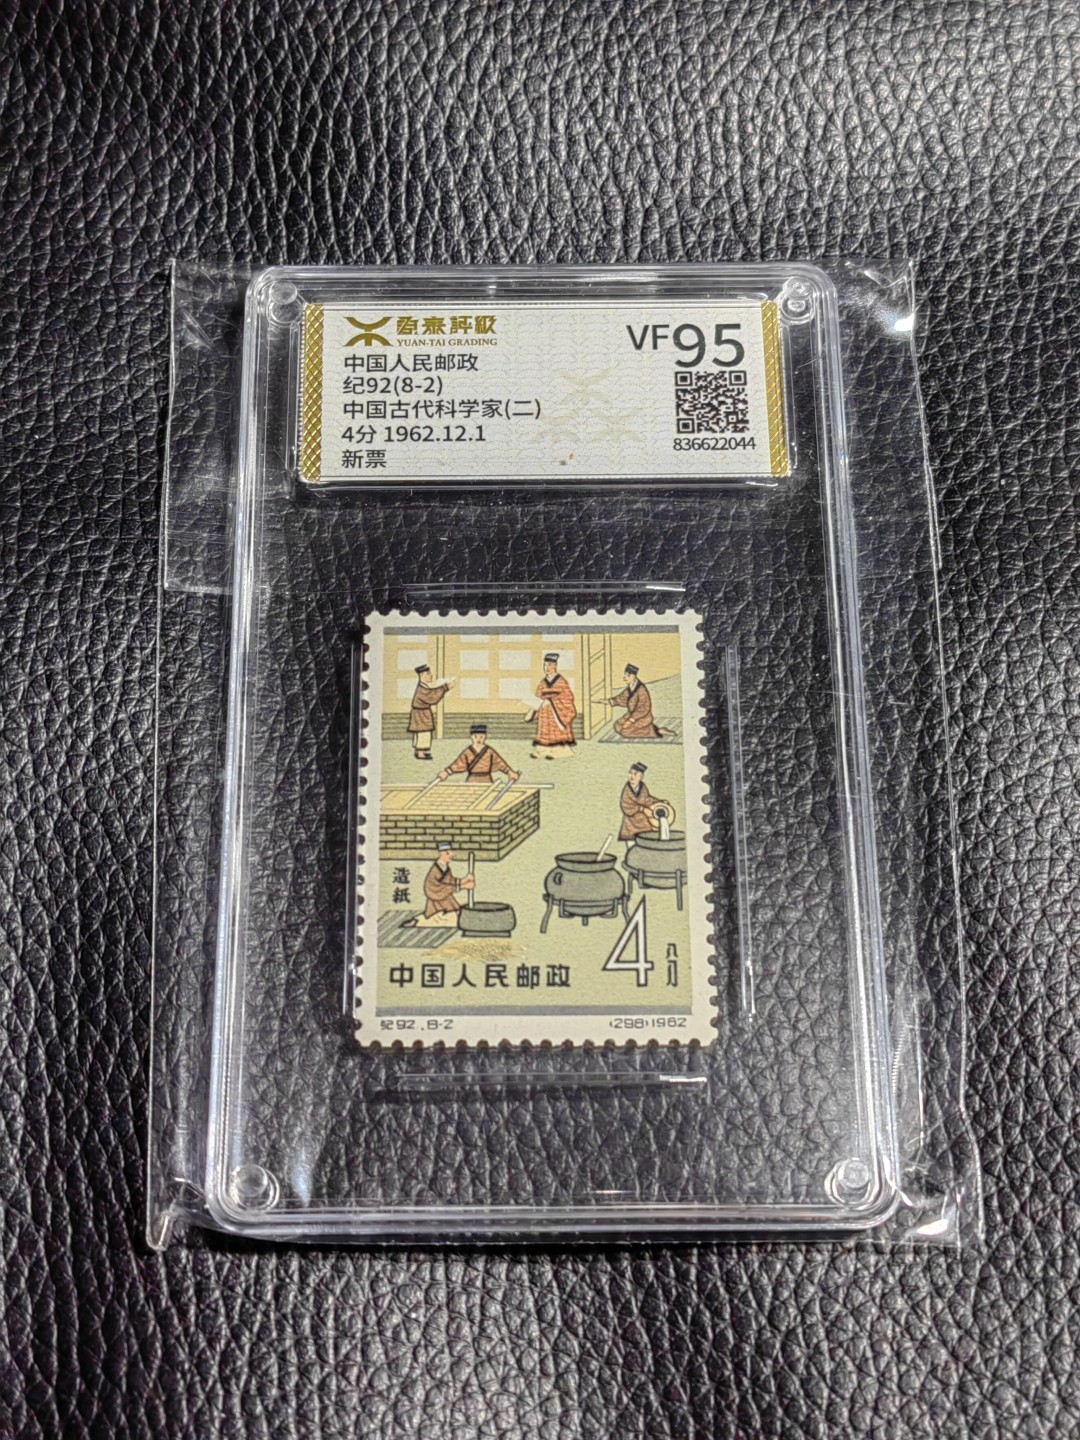 源泰評級
YUAN-TAI GRADING
VF95
中国人民邮政
纪92(8-2)
中国古代科学家(二)
4分 1962.12.1
新票
836622044
造紙
中国人民邮政
4
八分
纪92.8-2
(298)1962